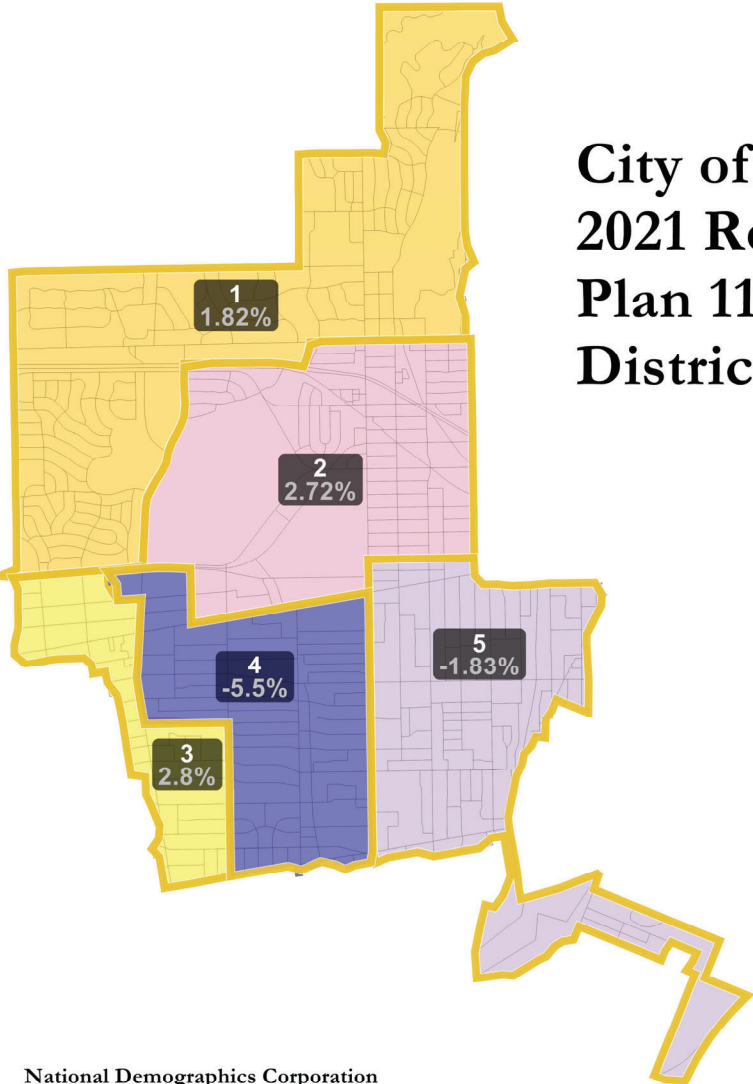 City of
2021 Re
Plan 11
Distric
1
1.82%
2
2.72%
5
-1.83%
4
-5.5%
3
2.8%
National Demographics Corporation